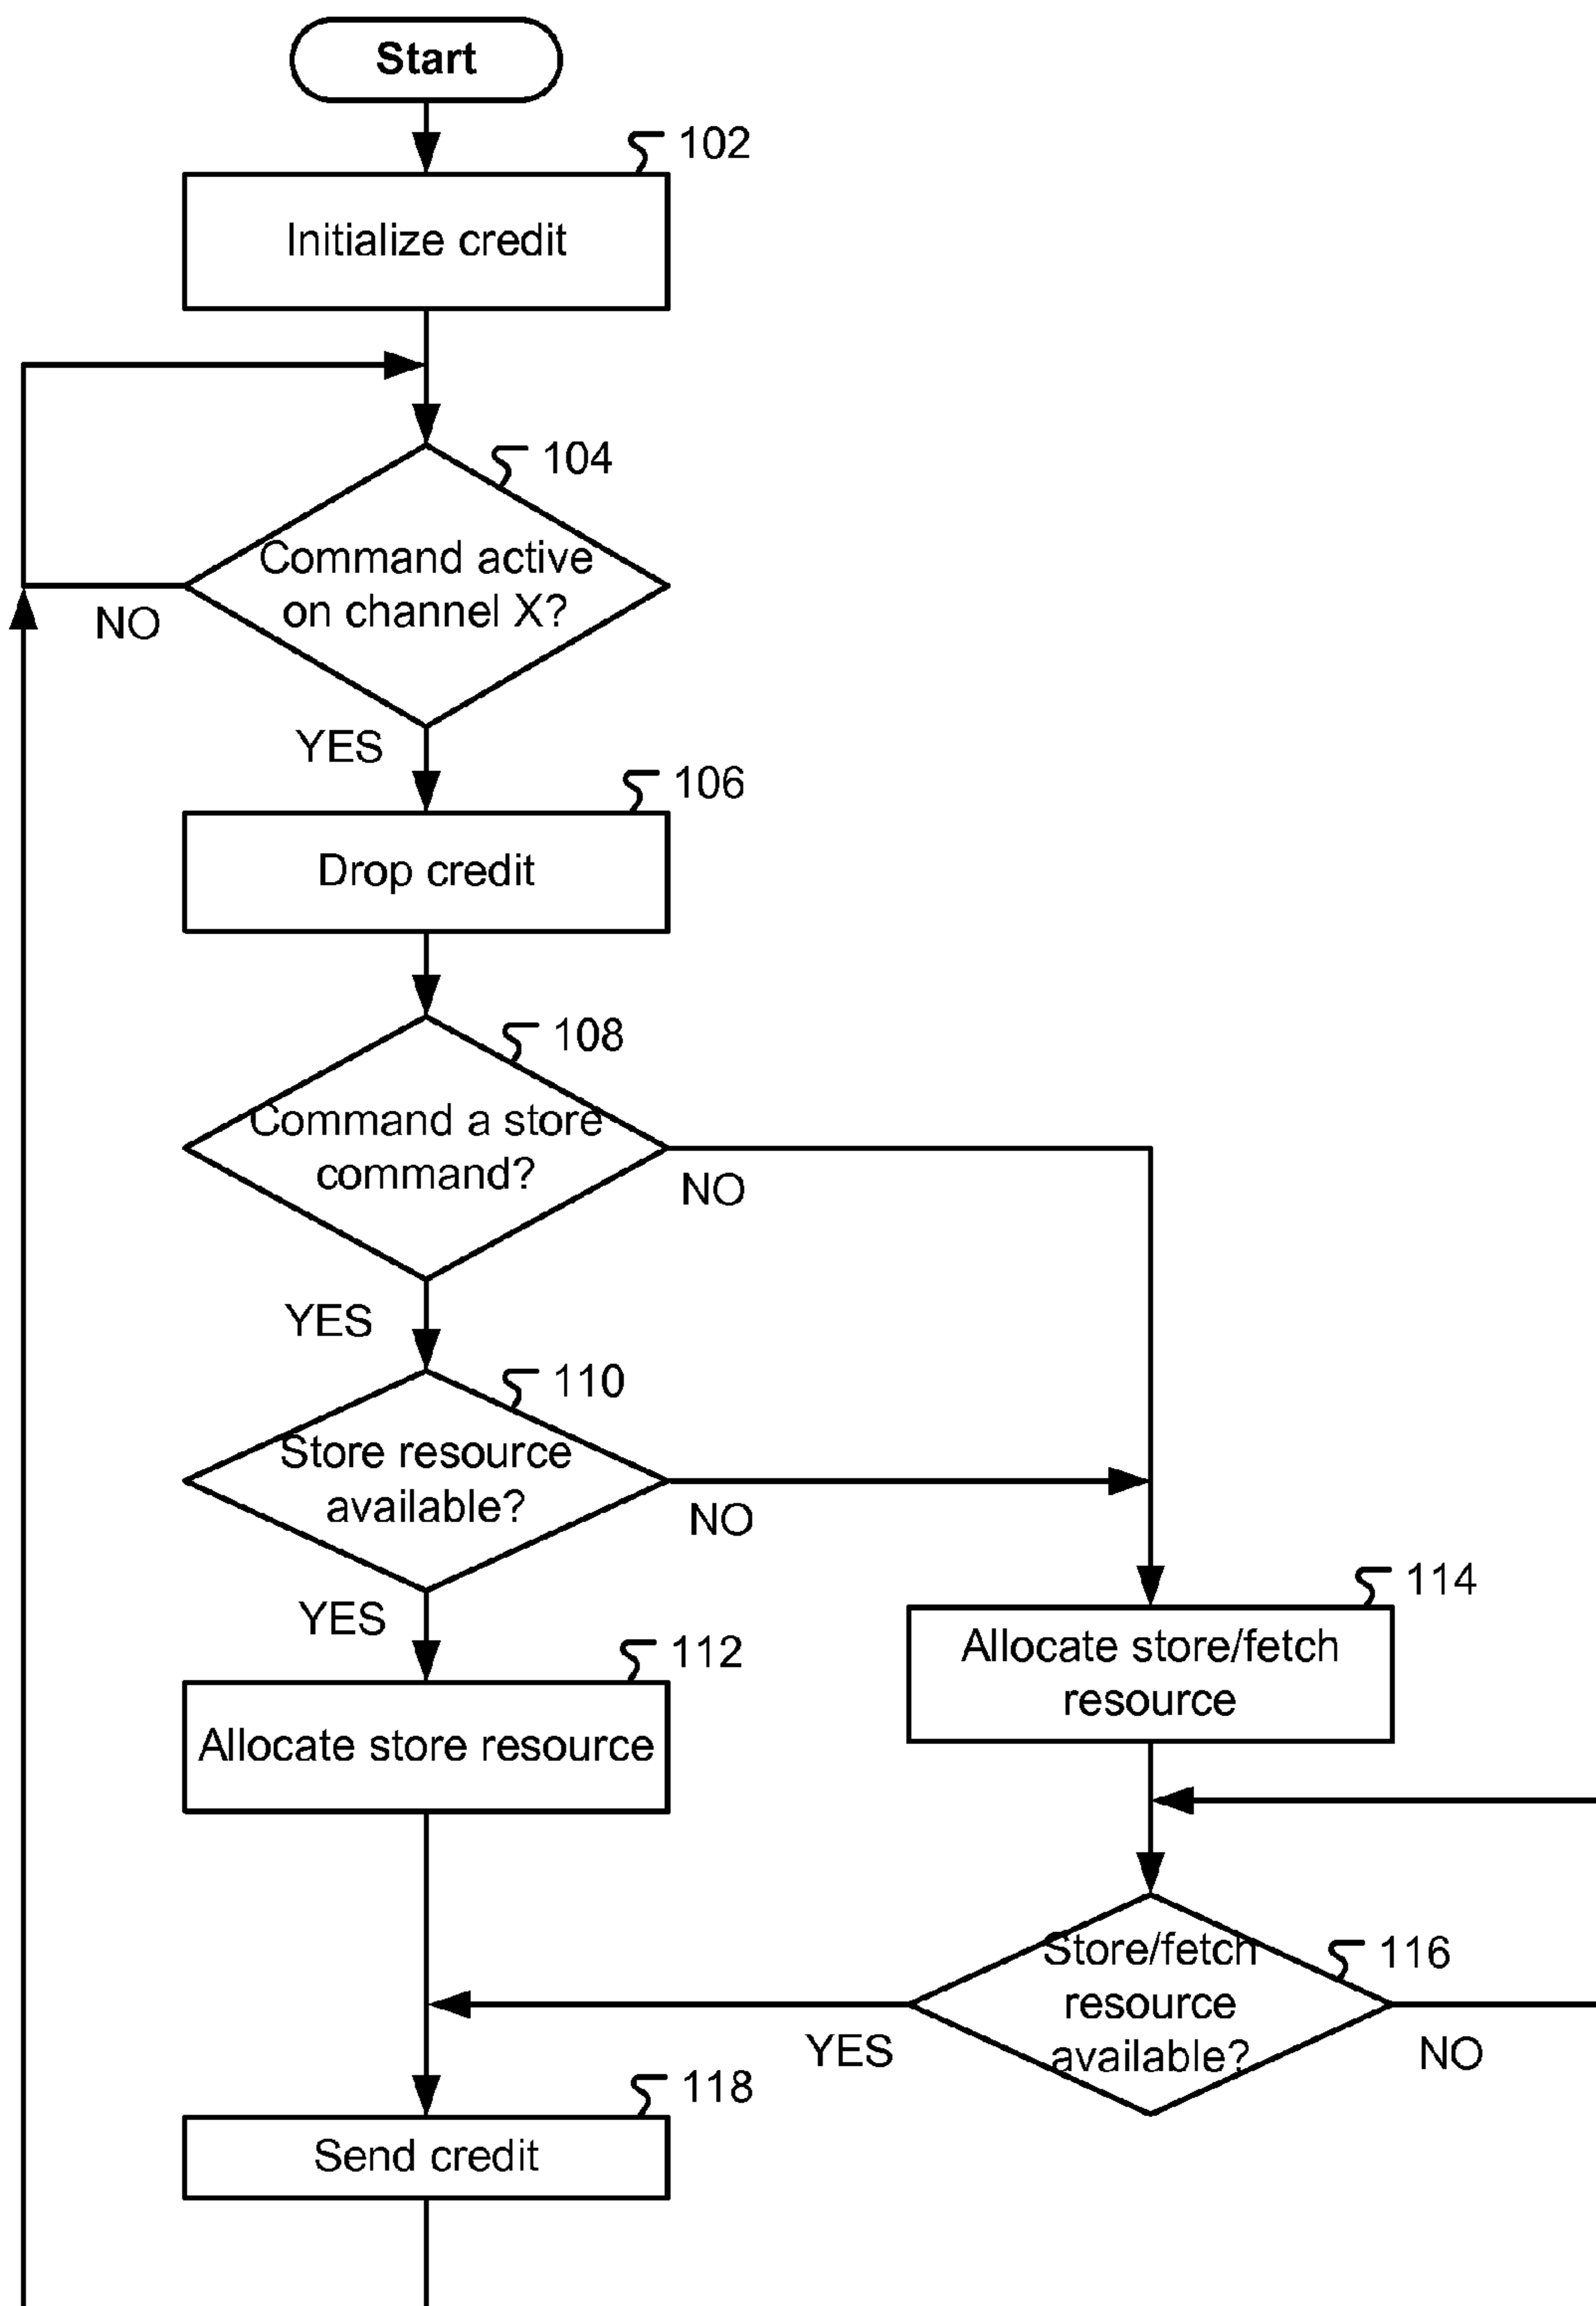 Start
102
Initialize credit
104
Command active
on channel X?
NO
YES
106
Drop credit
108
Command a store
command?
NO
YES
110
Store resource
available?
NO
YES
112
Allocate store resource
114
Allocate store/fetch
resource
116
Store/fetch
resource
available?
YES
NO
118
Send credit